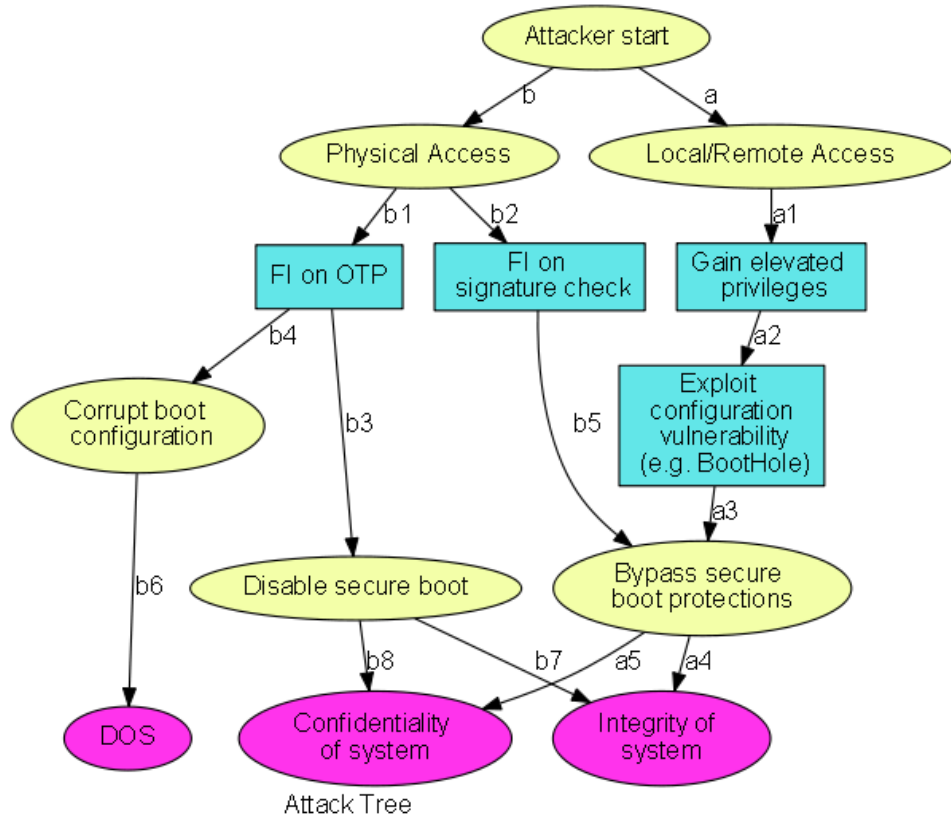 Attacker start
b
a
Physical Access
Local/Remote Access
b1
b2
a1
FI on OTP
FI on
signature check
Gain elevated
privileges
b4
a2
Corrupt boot
configuration
b3
b5
Exploit
configuration
vulnerability
(e.g. BootHole)
a3
b6
Disable secure boot
Bypass secure
boot protections
b8
b7
a5
a4
DOS
Confidentiality
of system
Integrity of
system
Attack Tree